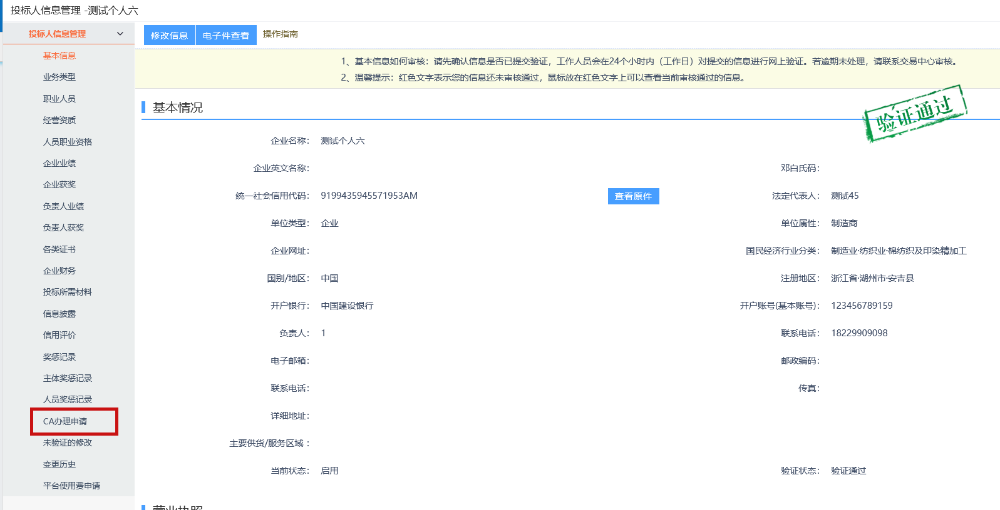 投标人信息管理 -测试个人六
投标人信息管理
基本信息
业务类型
职业人员
经营资质
人员职业资格
企业业绩
企业获奖
负责人业绩
负责人获奖
各类证书
企业财务
投标所需材料
信息披露
信用评价
奖惩记录
主体奖惩记录
人员奖惩记录
CA办理申请
未验证的修改
变更历史
平台使用费申请
修改信息 电子件查看 操作指南
1、基本信息如何审核：请先确认信息是否已提交验证，工作人员会在24个小时内（工作日）对提交的信息进行网上验证。若逾期未处理，请联系交易中心审核。
2、温馨提示：红色文字表示您的信息还未审核通过，鼠标放在红色文字上可以查看当前审核通过的信息。
基本情况
验证通过
企业名称： 测试个人六
企业英文名称： 邓白氏码：
统一社会信用代码： 9199435945571953AM 查看原件 法定代表人： 测试45
单位类型： 企业 单位属性： 制造商
企业网址： 国民经济行业分类： 制造业·纺织业·棉纺织及印染精加工
国别/地区： 中国 注册地区： 浙江省·湖州市·安吉县
开户银行： 中国建设银行 开户账号(基本账号)： 123456789159
负责人： 1 联系电话： 18229909098
电子邮箱： 邮政编码：
联系电话： 传真：
详细地址：
主要供货/服务区域 ：
当前状态： 启用 验证状态： 验证通过
营业执照